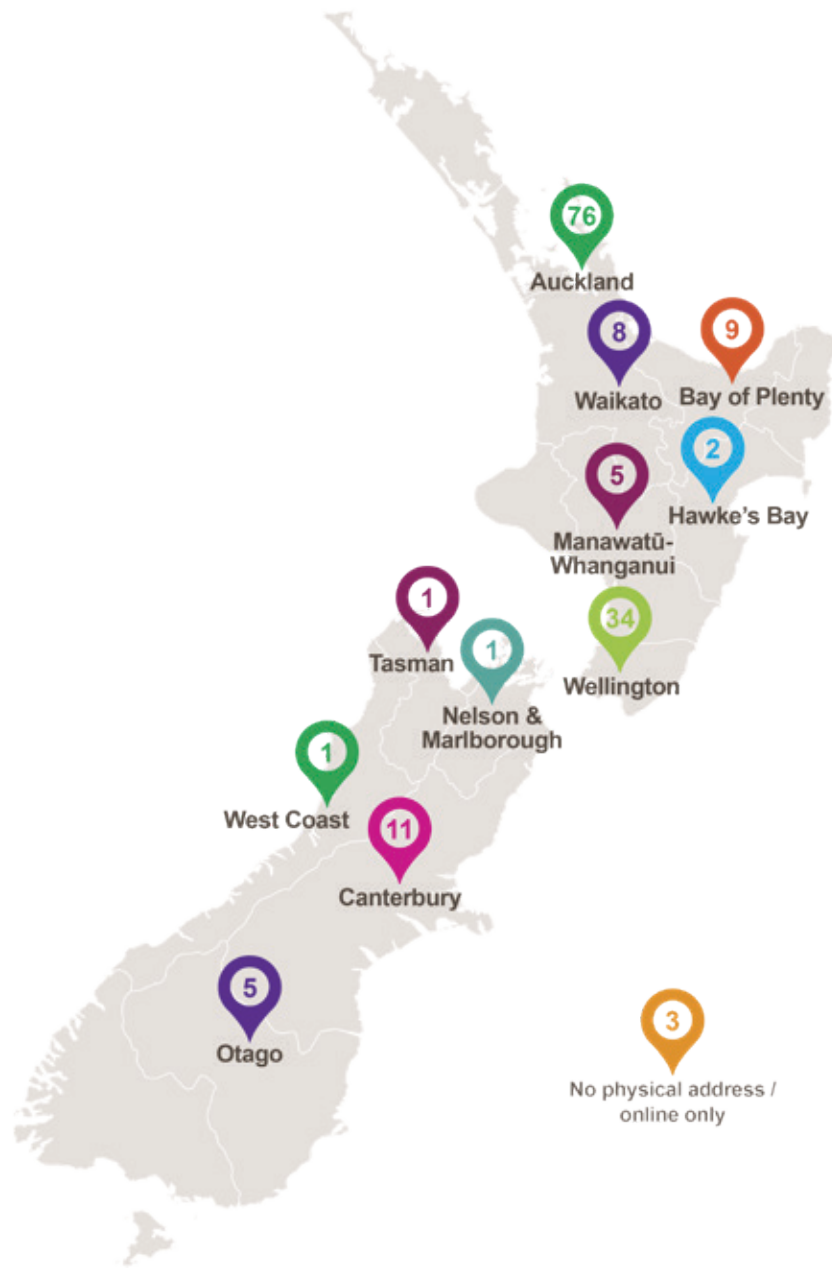 76
Auckland
8
Waikato
9
Bay of Plenty
2
Hawke’s Bay
5
Manawatū-
Whanganui
1
Tasman
1
Nelson &
Marlborough
34
Wellington
1
West Coast
11
Canterbury
5
Otago
3
No physical address /
online only